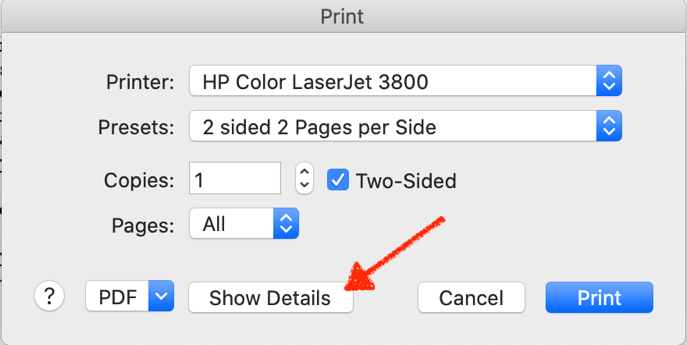 Print
Printer: HP Color LaserJet 3800
Presets: 2 sided 2 Pages per Side
Copies: 1 Two-Sided
Pages: All
? PDF Show Details Cancel Print